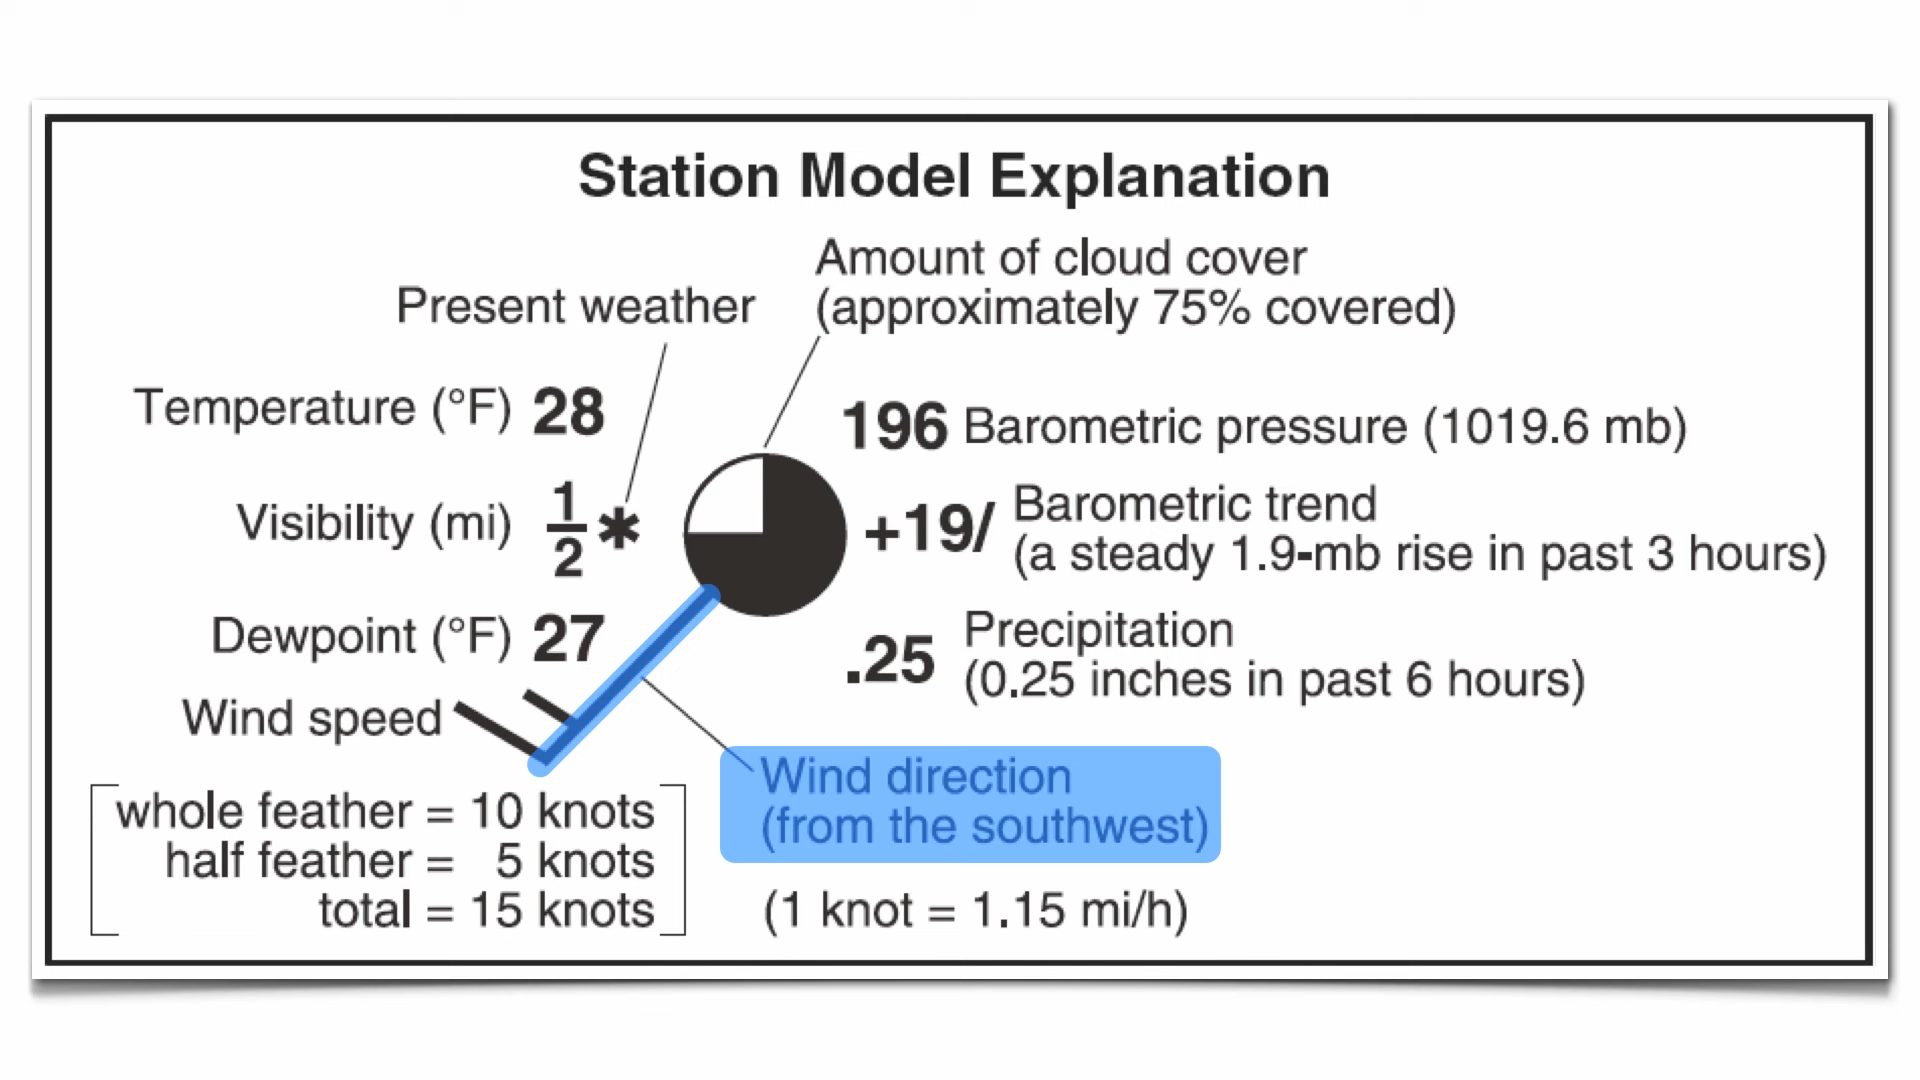 Station Model Explanation
Amount of cloud cover
(approximately 75% covered)
Present weather
Temperature (°F) 28
196 Barometric pressure (1019.6 mb)
Visibility (mi) 1/2 *
+19/ Barometric trend
(a steady 1.9-mb rise in past 3 hours)
Dewpoint (°F) 27
.25 Precipitation
(0.25 inches in past 6 hours)
Wind speed
whole feather = 10 knots
half feather = 5 knots
total = 15 knots
Wind direction
(from the southwest)
(1 knot = 1.15 mi/h)